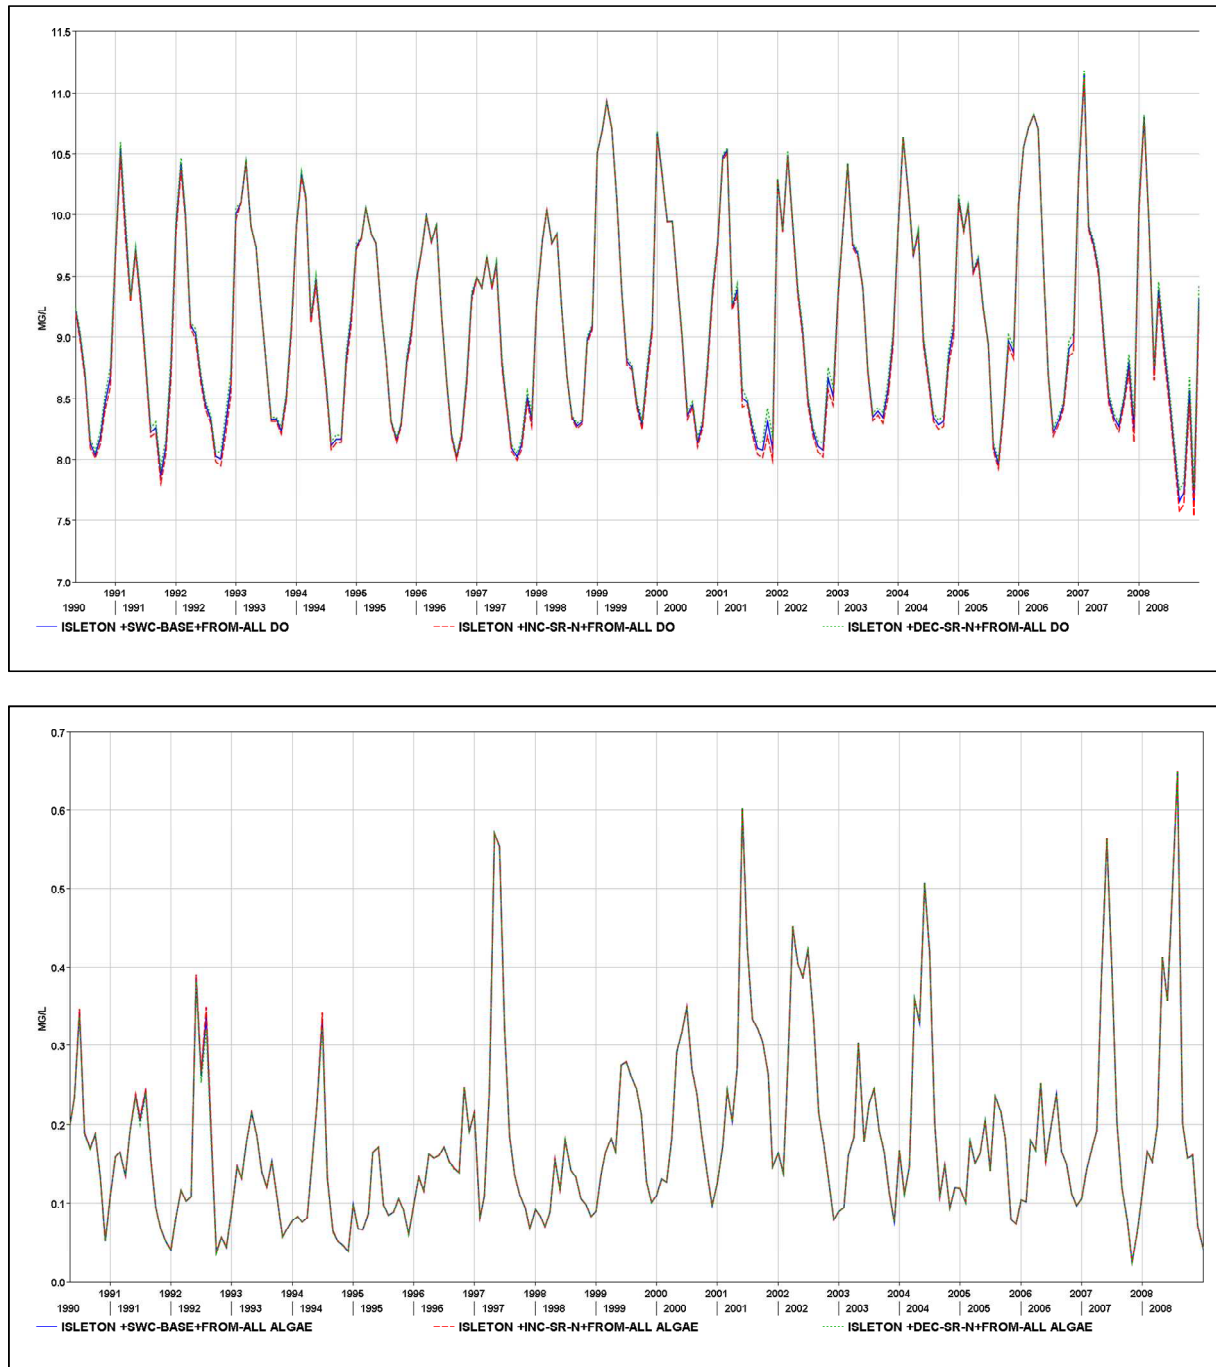 11.5
11.0
10.5
10.0
9.5
9.0
8.5
8.0
7.5
7.0
MG/L
1991 1992 1993 1994 1995 1996 1997 1998 1999 2000 2001 2002 2003 2004 2005 2006 2007 2008
1990 | 1991 | 1992 | 1993 | 1994 | 1995 | 1996 | 1997 | 1998 | 1999 | 2000 | 2001 | 2002 | 2003 | 2004 | 2005 | 2006 | 2007 | 2008
ISLETON +SWC-BASE+FROM-ALL DO ISLETON +INC-SR-N+FROM-ALL DO ISLETON +DEC-SR-N+FROM-ALL DO
0.7
0.6
0.5
0.4
0.3
0.2
0.1
0.0
MG/L
1991 1992 1993 1994 1995 1996 1997 1998 1999 2000 2001 2002 2003 2004 2005 2006 2007 2008
1990 | 1991 | 1992 | 1993 | 1994 | 1995 | 1996 | 1997 | 1998 | 1999 | 2000 | 2001 | 2002 | 2003 | 2004 | 2005 | 2006 | 2007 | 2008
ISLETON +SWC-BASE+FROM-ALL ALGAE ISLETON +INC-SR-N+FROM-ALL ALGAE ISLETON +DEC-SR-N+FROM-ALL ALGAE